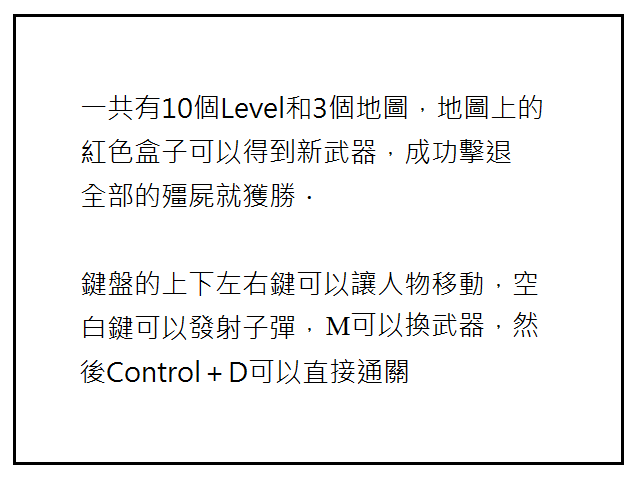 一共有10個Level和3個地圖，地圖上的
紅色盒子可以得到新武器，成功擊退
全部的殭屍就獲勝．
鍵盤的上下左右鍵可以讓人物移動，空
白鍵可以發射子彈，M可以換武器，然
後Control＋D可以直接通關